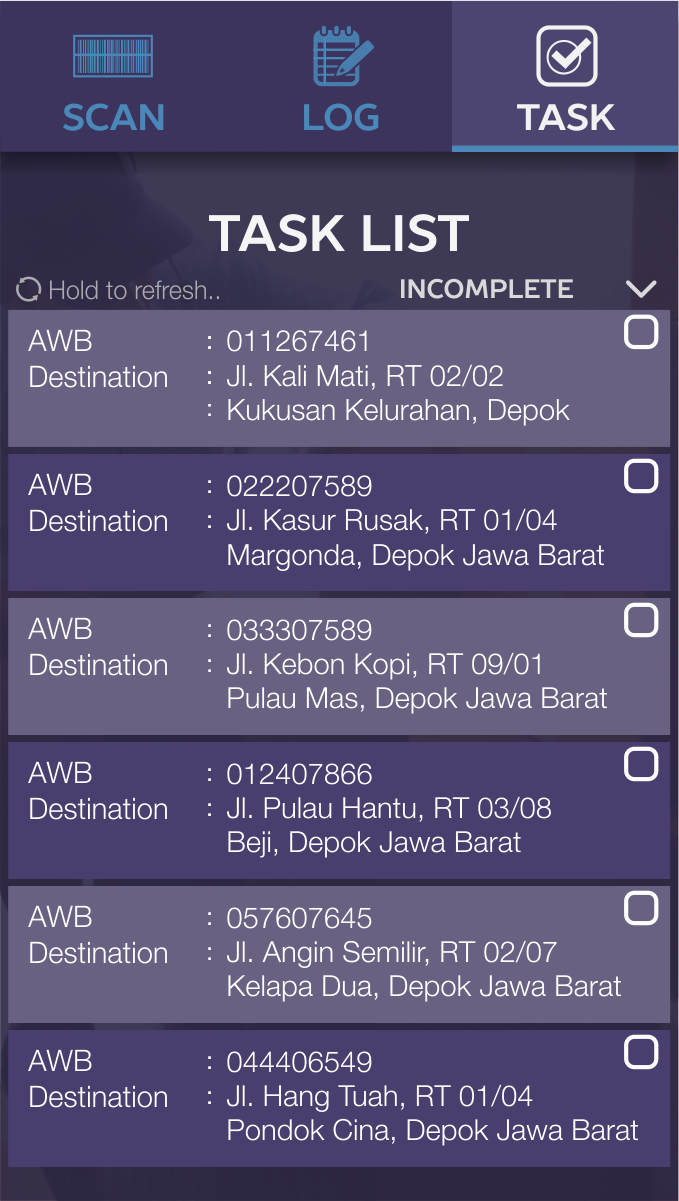 SCAN LOG TASK
TASK LIST
Hold to refresh.. INCOMPLETE
AWB : 011267461
Destination : Jl. Kali Mati, RT 02/02
: Kukusan Kelurahan, Depok
AWB : 022207589
Destination : Jl. Kasur Rusak, RT 01/04
Margonda, Depok Jawa Barat
AWB : 033307589
Destination : Jl. Kebon Kopi, RT 09/01
Pulau Mas, Depok Jawa Barat
AWB : 012407866
Destination : Jl. Pulau Hantu, RT 03/08
Beji, Depok Jawa Barat
AWB : 057607645
Destination : Jl. Angin Semilir, RT 02/07
Kelapa Dua, Depok Jawa Barat
AWB : 044406549
Destination : Jl. Hang Tuah, RT 01/04
Pondok Cina, Depok Jawa Barat